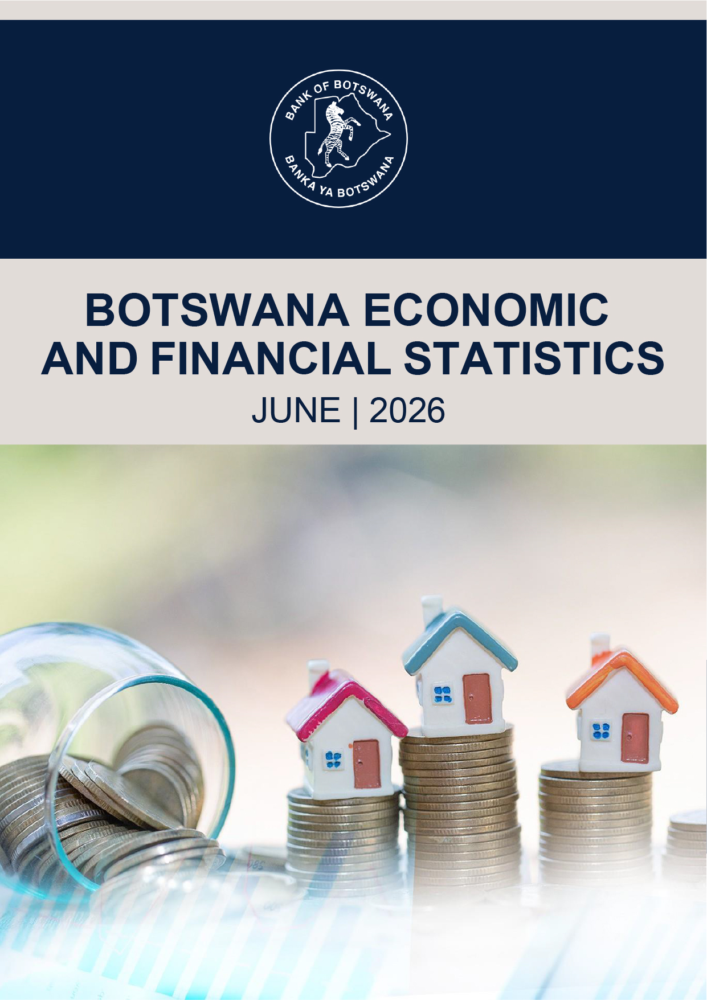 BANK OF BOTSWANA
BANKA YA BOTSWANA
BOTSWANA ECONOMIC
AND FINANCIAL STATISTICS
JUNE | 2026